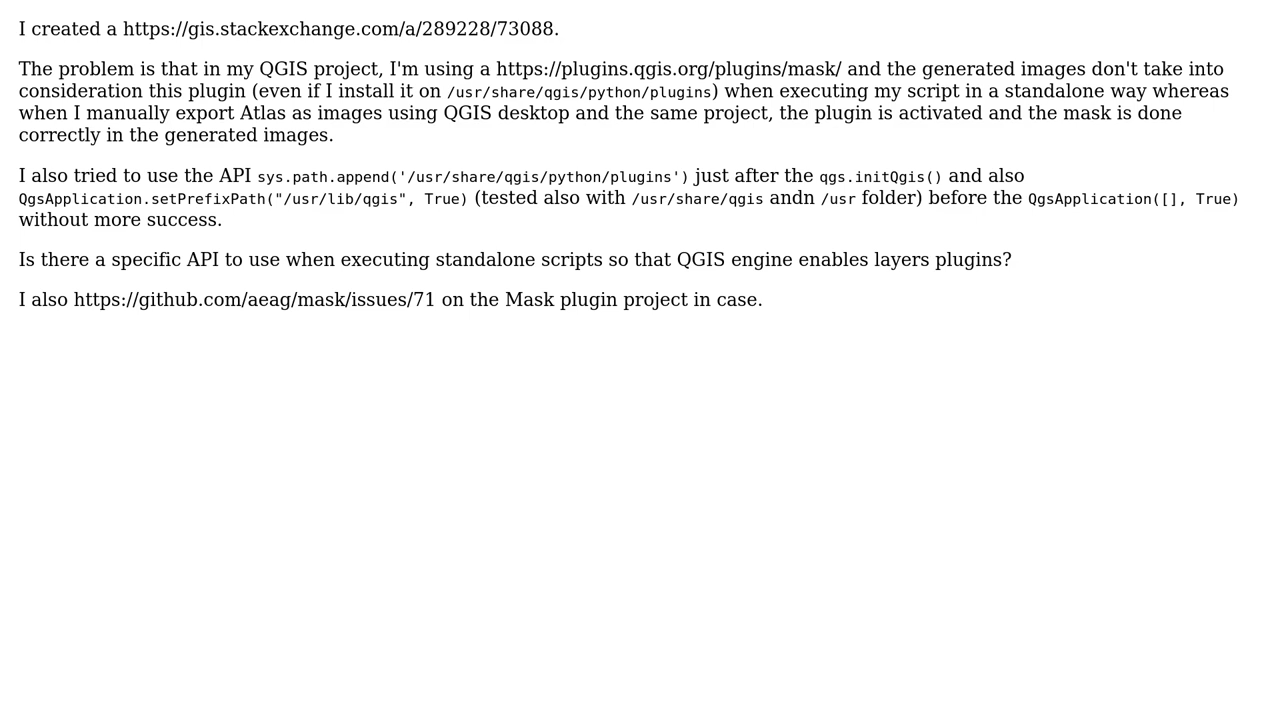 I created a https://gis.stackexchange.com/a/289228/73088.
The problem is that in my QGIS project, I'm using a https://plugins.qgis.org/plugins/mask/ and the generated images don't take into
consideration this plugin (even if I install it on /usr/share/qgis/python/plugins) when executing my script in a standalone way whereas
when I manually export Atlas as images using QGIS desktop and the same project, the plugin is activated and the mask is done
correctly in the generated images.
I also tried to use the API sys.path.append('/usr/share/qgis/python/plugins') just after the qgs.initQgis() and also
QgsApplication.setPrefixPath("/usr/lib/qgis", True) (tested also with /usr/share/qgis andn /usr folder) before the QgsApplication([], True)
without more success.
Is there a specific API to use when executing standalone scripts so that QGIS engine enables layers plugins?
I also https://github.com/aeag/mask/issues/71 on the Mask plugin project in case.